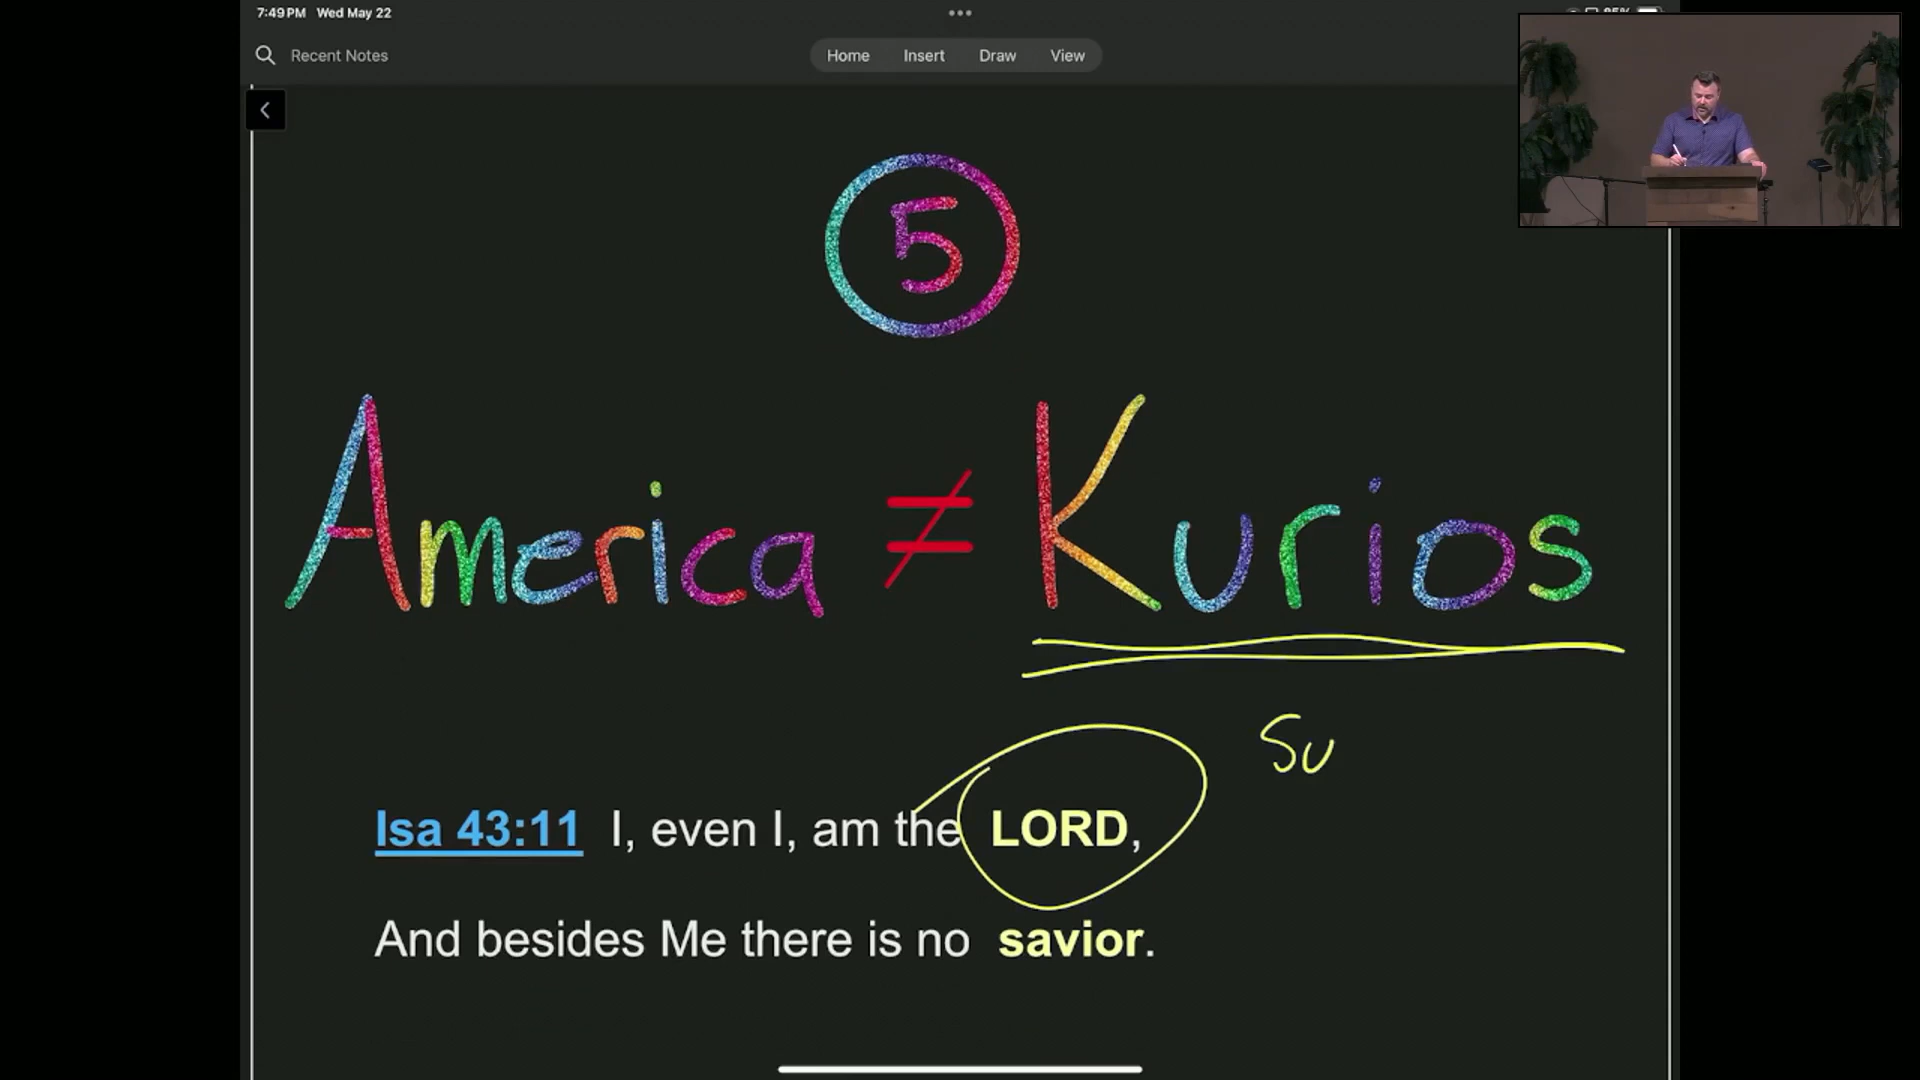 7:49 PM Wed May 22
85%
Recent Notes
Home Insert Draw View
5
America ≠ Kurios
Su
Isa 43:11 I, even I, am the LORD,
And besides Me there is no savior.